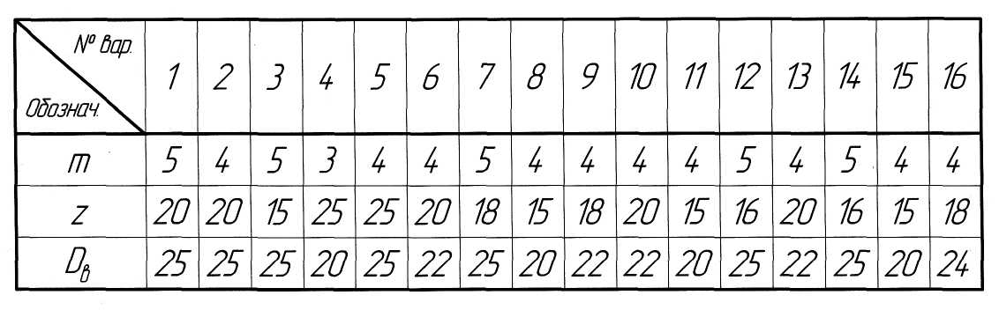 № вар.
Обознач.
1 2 3 4 5 6 7 8 9 10 11 12 13 14 15 16
m 5 4 5 3 4 4 5 4 4 4 4 5 4 5 4 4
z 20 20 15 25 25 20 18 15 18 20 15 16 20 16 15 18
Dв 25 25 25 20 25 22 25 20 22 22 20 25 22 25 20 24